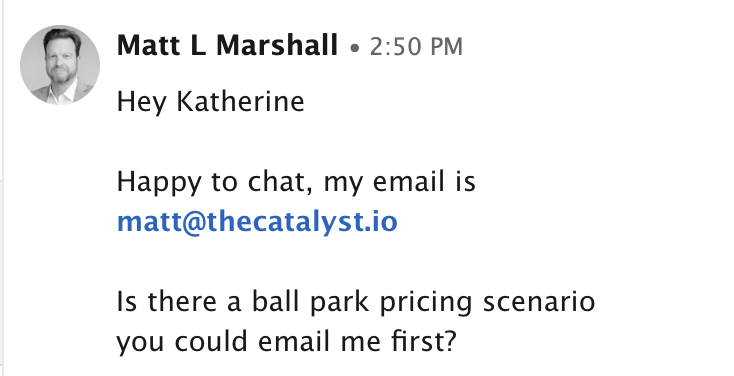 Matt L Marshall • 2:50 PM
Hey Katherine
Happy to chat, my email is
matt@thecatalyst.io
Is there a ball park pricing scenario
you could email me first?